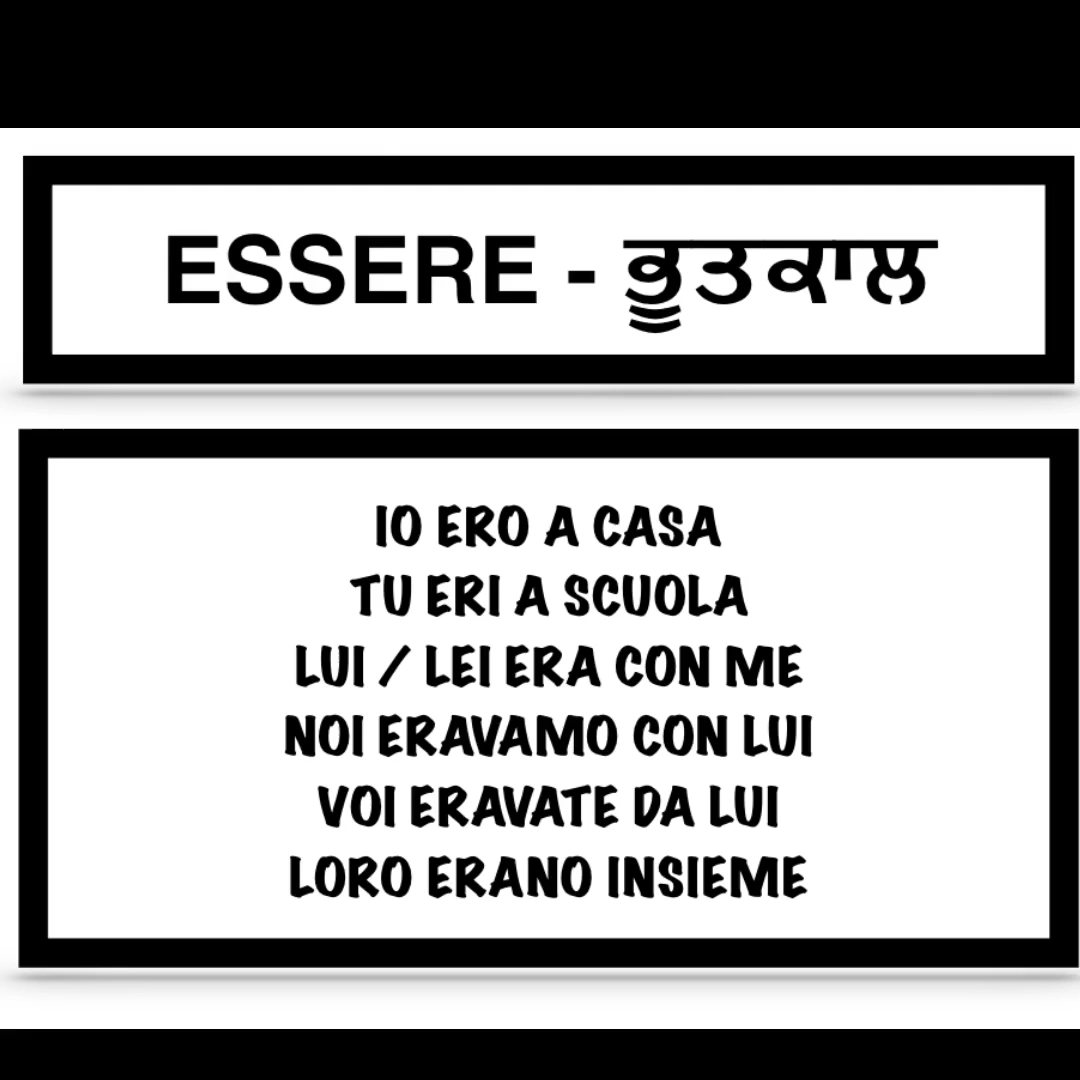 ESSERE - ਭੂਤਕਾਲ
IO ERO A CASA
TU ERI A SCUOLA
LUI / LEI ERA CON ME
NOI ERAVAMO CON LUI
VOI ERAVATE DA LUI
LORO ERANO INSIEME